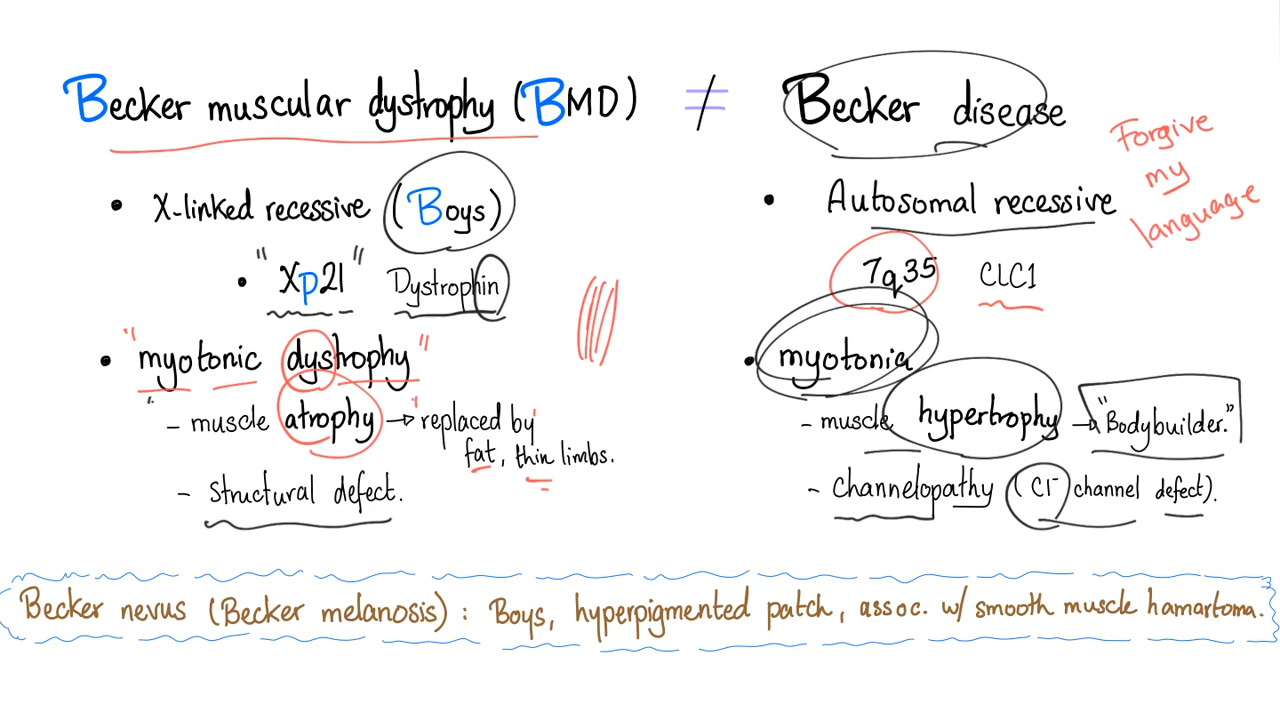 Becker muscular dystrophy (BMD) ≠ Becker disease
• X-linked recessive (Boys)
• "Xp21" Dystrophin
• "myotonic dystrophy"
- muscle atrophy → "replaced by
fat, thin limbs.
- structural defect.
• Autosomal recessive
7q35 CLC1
• myotonia
- muscle hypertrophy → "Bodybuilder."
- channelopathy (Cl⁻ channel defect).
Forgive
my
language
Becker nevus (Becker melanosis) : Boys, hyperpigmented patch, assoc. w/ smooth muscle hamartoma.